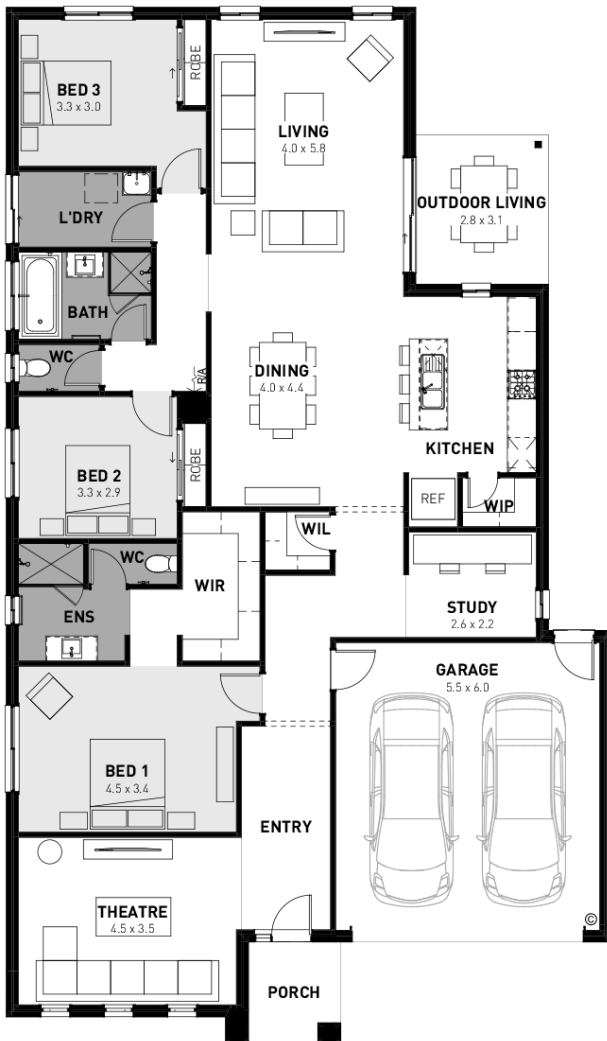 BED 3
3.3 x 3.0
ROBE
LIVING
4.0 x 5.8
OUTDOOR LIVING
2.8 x 3.1
L'DRY
BATH
WC
R/A
DINING
4.0 x 4.4
KITCHEN
BED 2
3.3 x 2.9
ROBE
REF
WIP
WIL
WC
WIR
ENS
STUDY
2.6 x 2.2
GARAGE
5.5 x 6.0
BED 1
4.5 x 3.4
ENTRY
THEATRE
4.5 x 3.5
©
PORCH